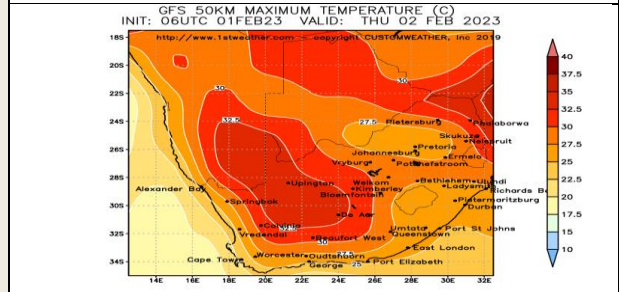 GFS 50KM MAXIMUM TEMPERATURE (C)
INIT: 06UTC 01FEB23 VALID: THU 02 FEB 2023
http://www.1stweather.com - copyright CUSTOMWEATHER, Inc 2019
18S
20S
22S
24S
26S
28S
30S
32S
34S
30
30
32.5
27.5
30
27.5
25
Pietersburg
Phalaborwa
Skukuza
Nelspruit
Pretoria
Johannesburg
Ermelo
Vryburg
Potchefstroom
Alexander Bay
Upington
Welkom
Bethlehem
Ulundi
Kimberley
Ladysmith
Richards B
Bloemfontein
Springbok
Pietermaritzburg
Durban
De Aar
Calvinia
Vredendal
Umtata
Port St Johns
Queenstown
Beaufort West
East London
Cape Town
Worcester
Oudtshoorn
George
Port Elizabeth
14E 16E 18E 20E 22E 24E 26E 28E 30E 32E
40
37.5
35
32.5
30
27.5
25
22.5
20
17.5
15
10